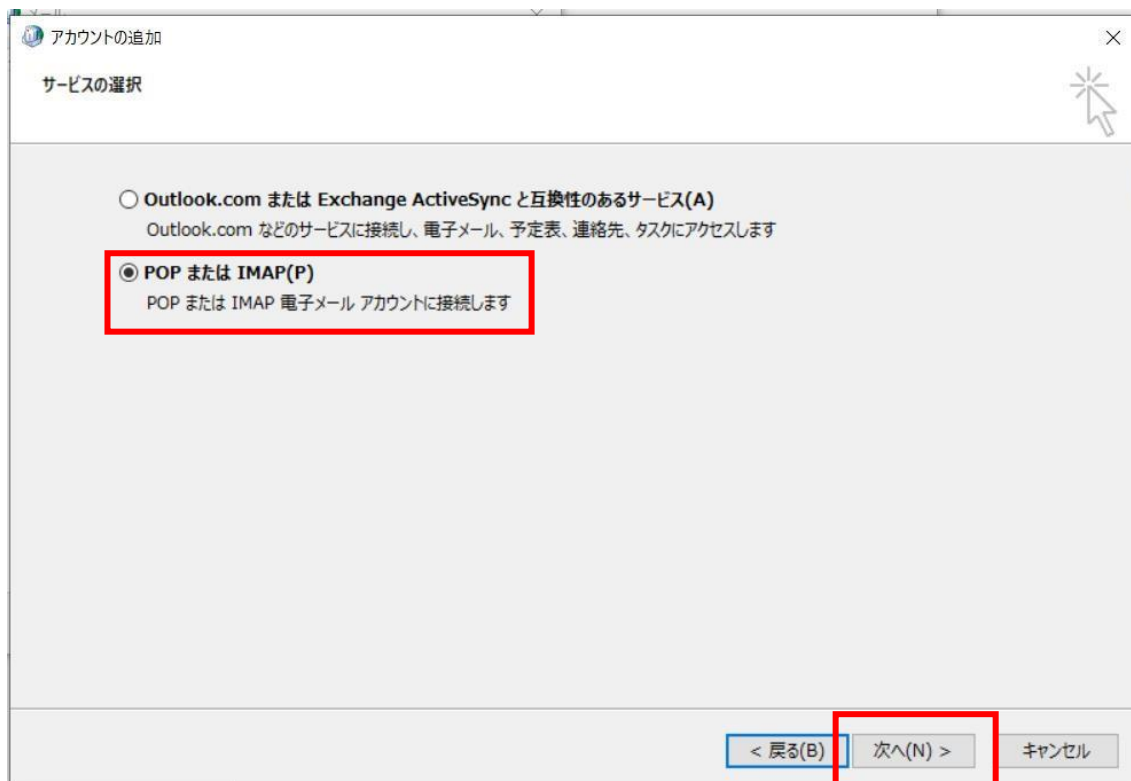 メール
アカウントの追加
サービスの選択
Outlook.com または Exchange ActiveSync と互換性のあるサービス(A)
Outlook.com などのサービスに接続し、電子メール、予定表、連絡先、タスクにアクセスします
POP または IMAP(P)
POP または IMAP 電子メール アカウントに接続します
< 戻る(B)
次へ(N) >
キャンセル